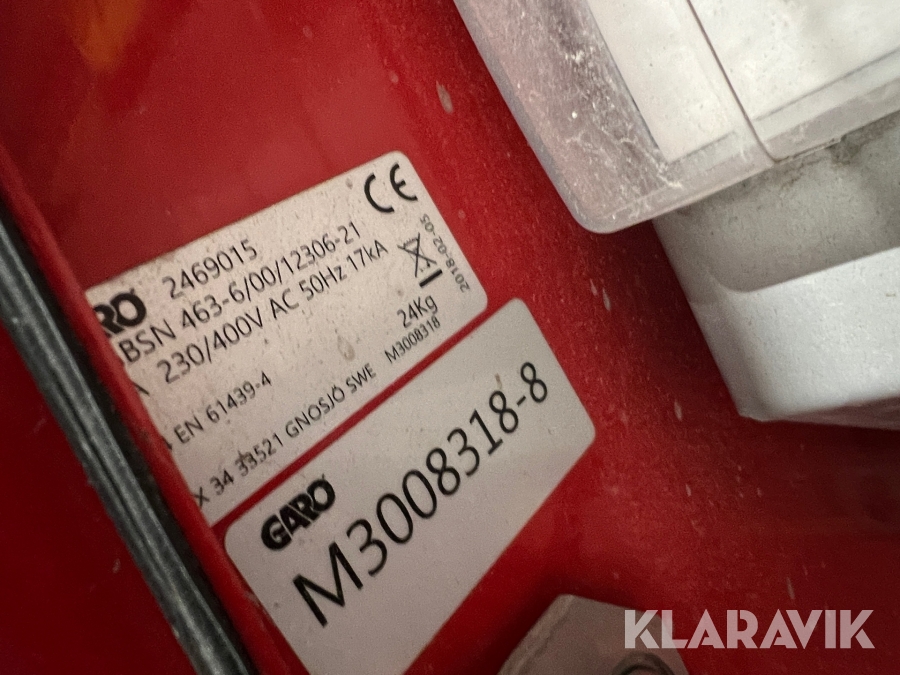 CE
2469015
BSN 463-6/00/12306-21
230/400V AC 50Hz 17kA
2018-02-05
24Kg
EN 61439-4
M3008318
34 33521 GNOSJÖ SWE
GARO
M3008318-8
KLARAVIK